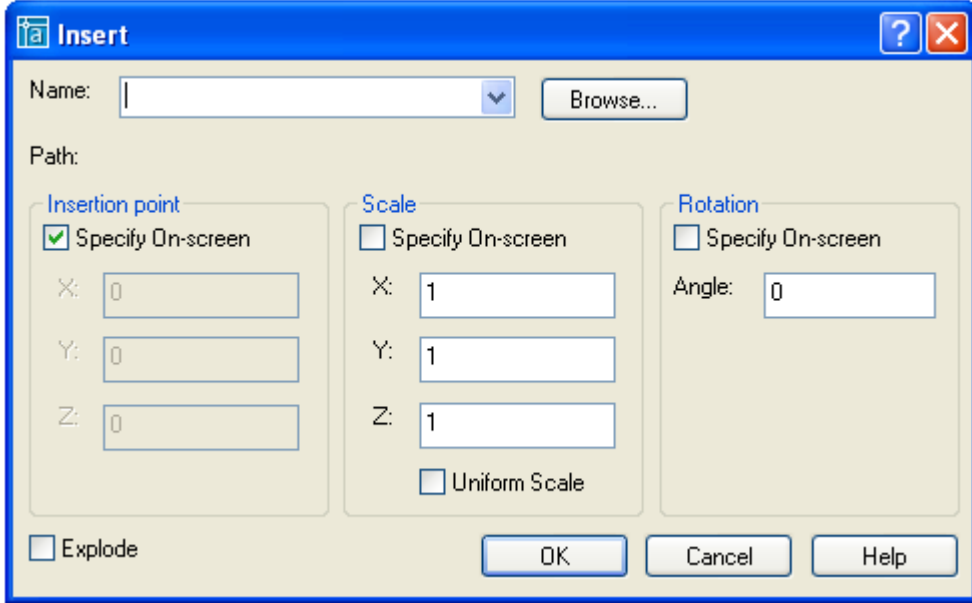 a Insert
Name: Browse...
Path:
Insertion point Scale Rotation
Specify On-screen Specify On-screen Specify On-screen
X: 0 X: 1 Angle: 0
Y: 0 Y: 1
Z: 0 Z: 1
Uniform Scale
Explode OK Cancel Help